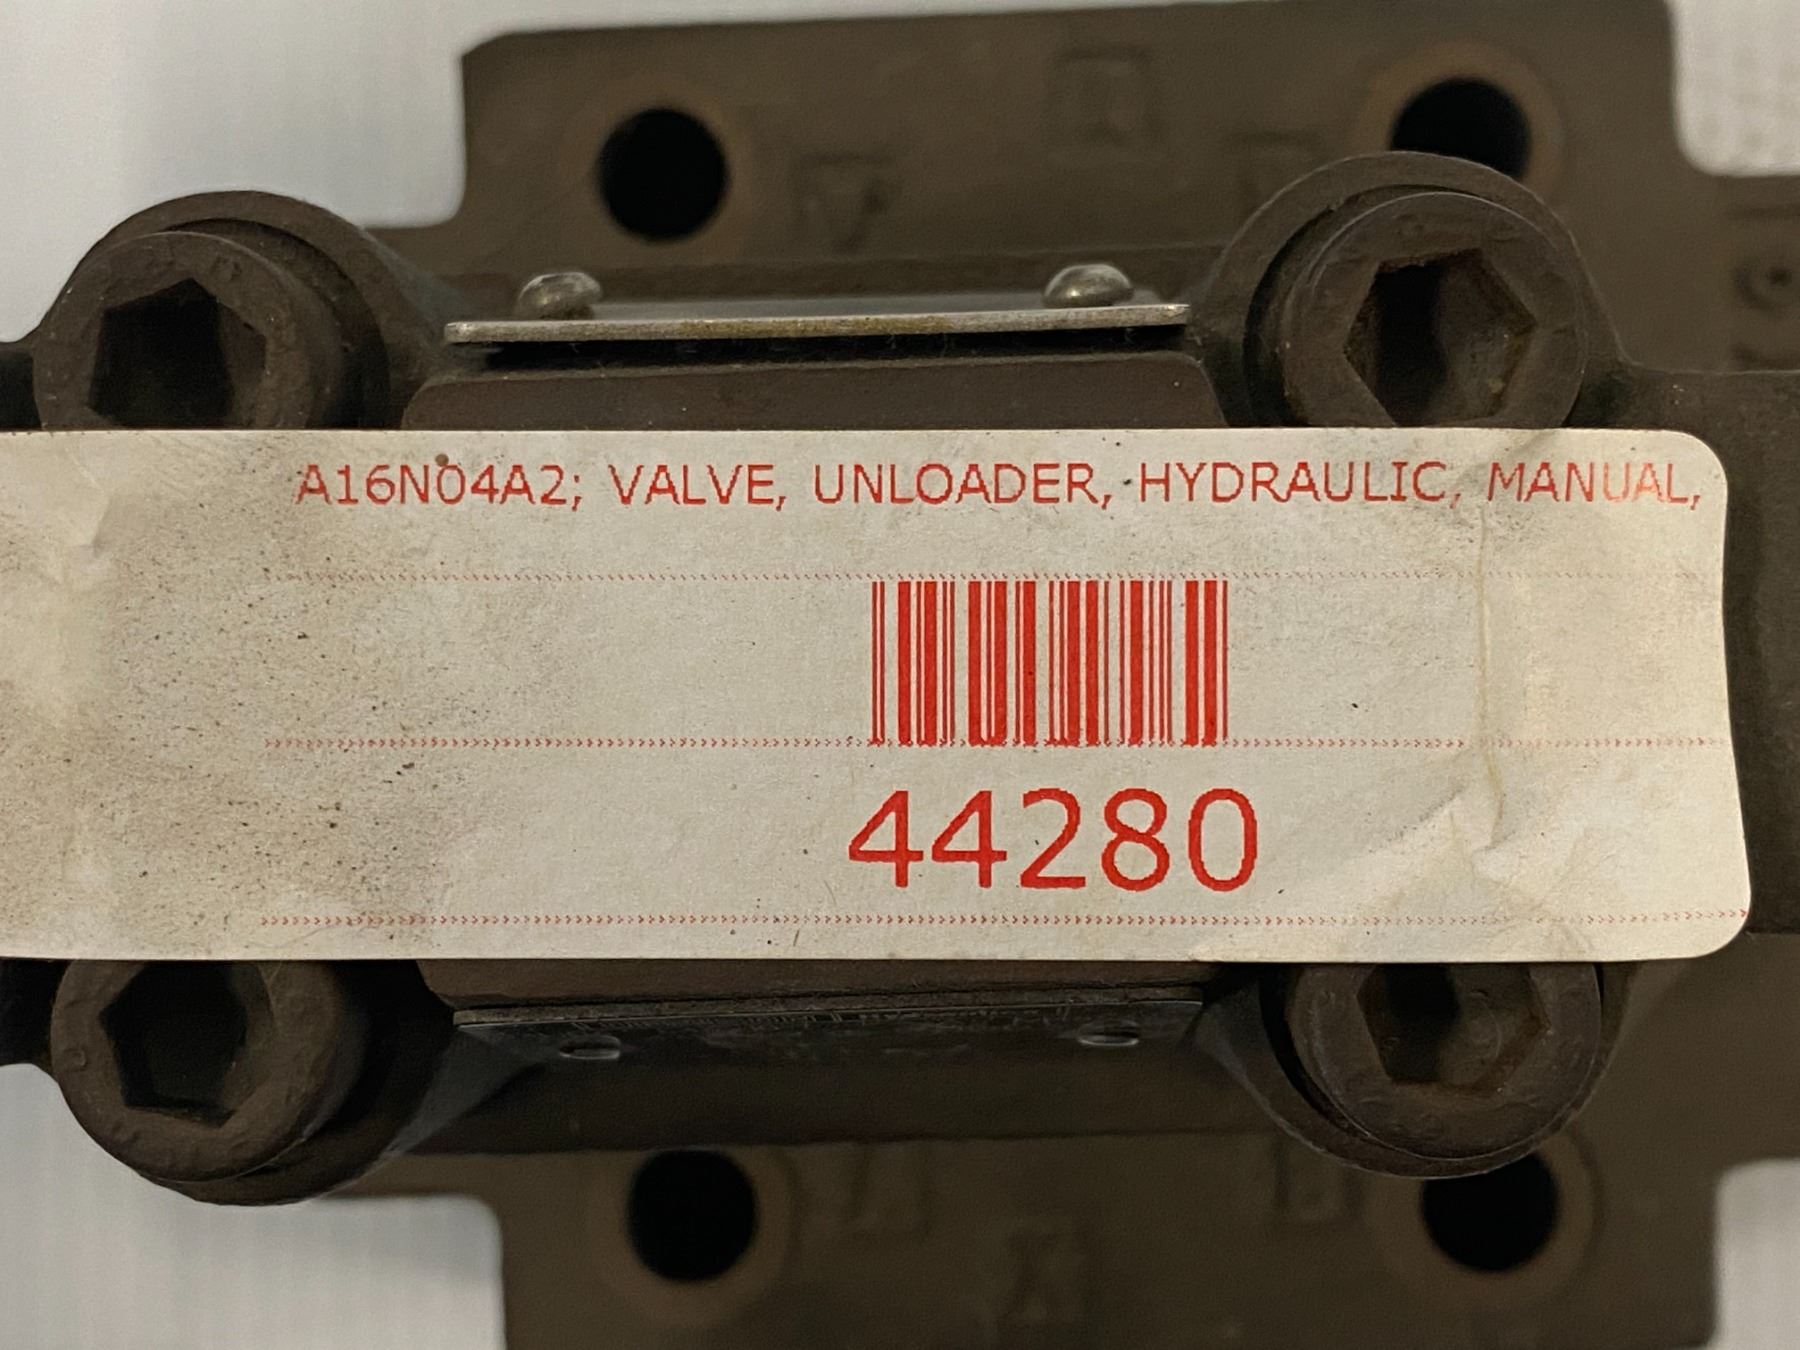 A16N04A2; VALVE, UNLOADER, HYDRAULIC, MANUAL,
44280